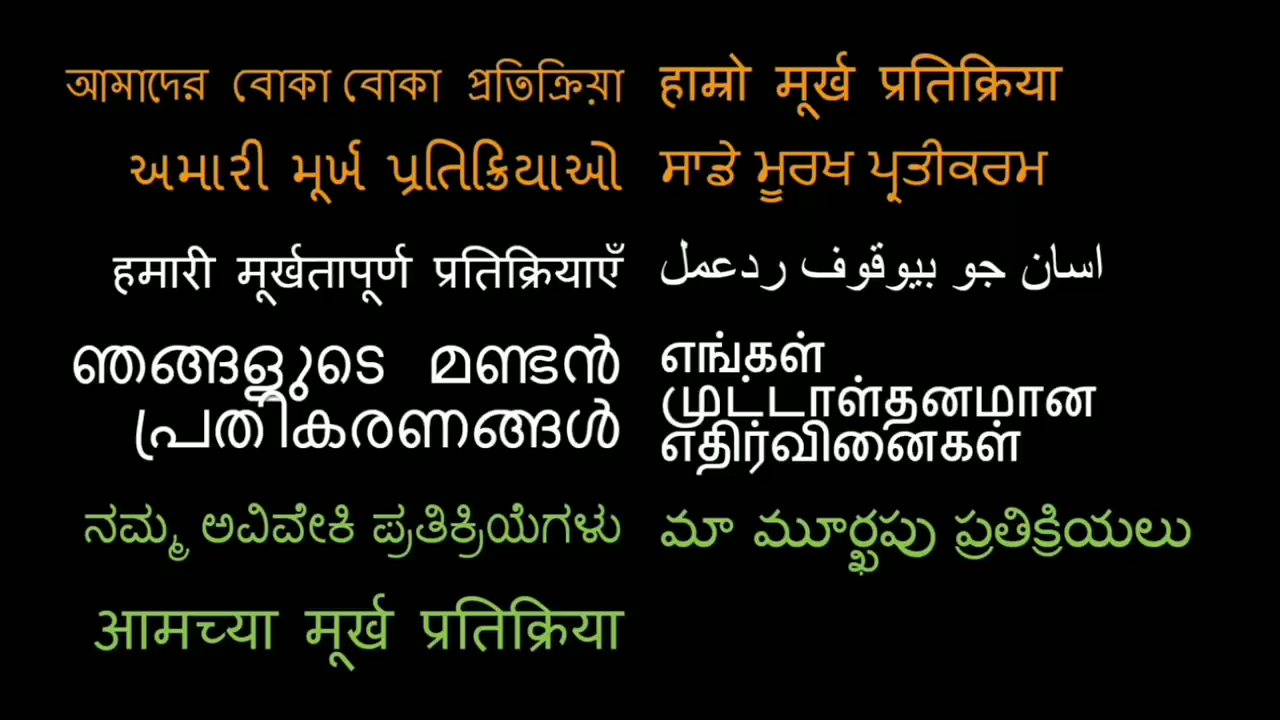 আমাদের বোকা বোকা প্রতিক্রিয়া
हाम्रो मूर्ख प्रतिक्रिया
અમારી મૂર્ખ પ્રતિક્રિયાઓ
ਸਾਡੇ ਮੂਰਖ ਪ੍ਰਤੀਕਰਮ
हमारी मूर्खतापूर्ण प्रतिक्रियाएँ
اسان جو بيوقوف ردعمل
ഞങ്ങളുടെ മണ്ടൻ
പ്രതികരണങ്ങൾ
எங்கள்
முட்டாள்தனமான
எதிர்வினைகள்
ನಮ್ಮ ಅವಿವೇಕಿ ಪ್ರತಿಕ್ರಿಯೆಗಳು
మా మూర్ఖపు ప్రతిక్రియలు
आमच्या मूर्ख प्रतिक्रिया